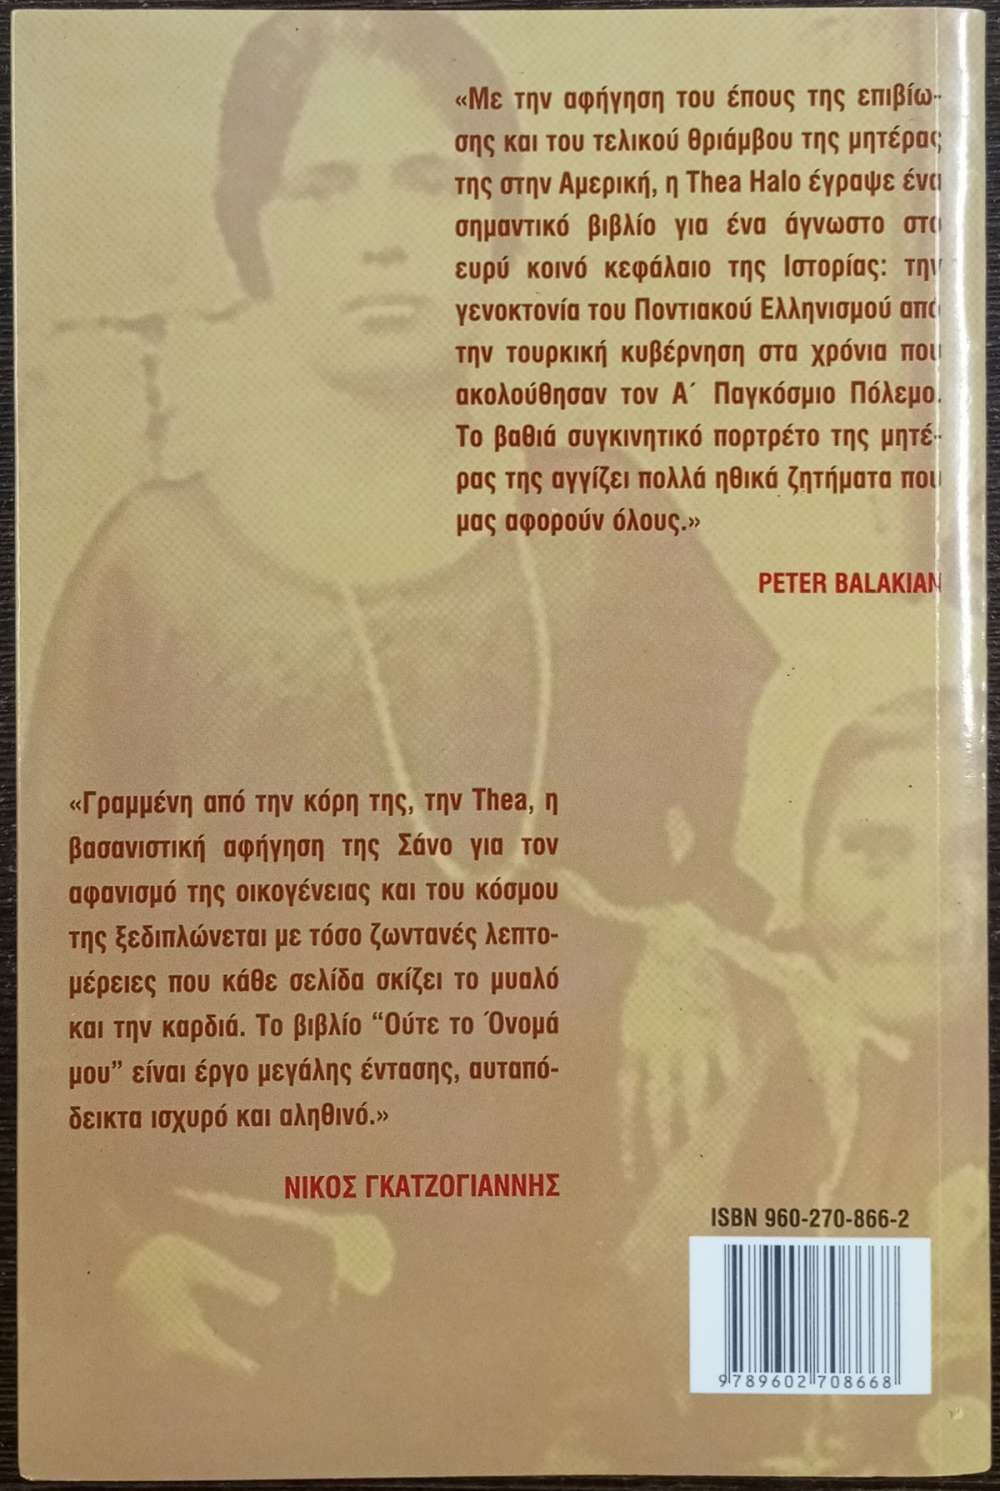 «Με την αφήγηση του έπους της επιβίω-
σης και του τελικού θριάμβου της μητέρας
της στην Αμερική, η Thea Halo έγραψε ένα
σημαντικό βιβλίο για ένα άγνωστο στο
ευρύ κοινό κεφάλαιο της Ιστορίας: την
γενοκτονία του Ποντιακού Ελληνισμού από
την τουρκική κυβέρνηση στα χρόνια που
ακολούθησαν τον Α΄ Παγκόσμιο Πόλεμο.
Το βαθιά συγκινητικό πορτρέτο της μητέ-
ρας της αγγίζει πολλά ηθικά ζητήματα που
μας αφορούν όλους.»
PETER BALAKIAN
«Γραμμένη από την κόρη της, την Thea, η
βασανιστική αφήγηση της Σάνο για τον
αφανισμό της οικογένειας και του κόσμου
της ξεδιπλώνεται με τόσο ζωντανές λεπτο-
μέρειες που κάθε σελίδα σκίζει το μυαλό
και την καρδιά. Το βιβλίο “Ούτε το Όνομά
μου” είναι έργο μεγάλης έντασης, αυταπό-
δεικτα ισχυρό και αληθινό.»
ΝΙΚΟΣ ΓΚΑΤΖΟΓΙΑΝΝΗΣ
ISBN 960-270-866-2
9 789602 708668